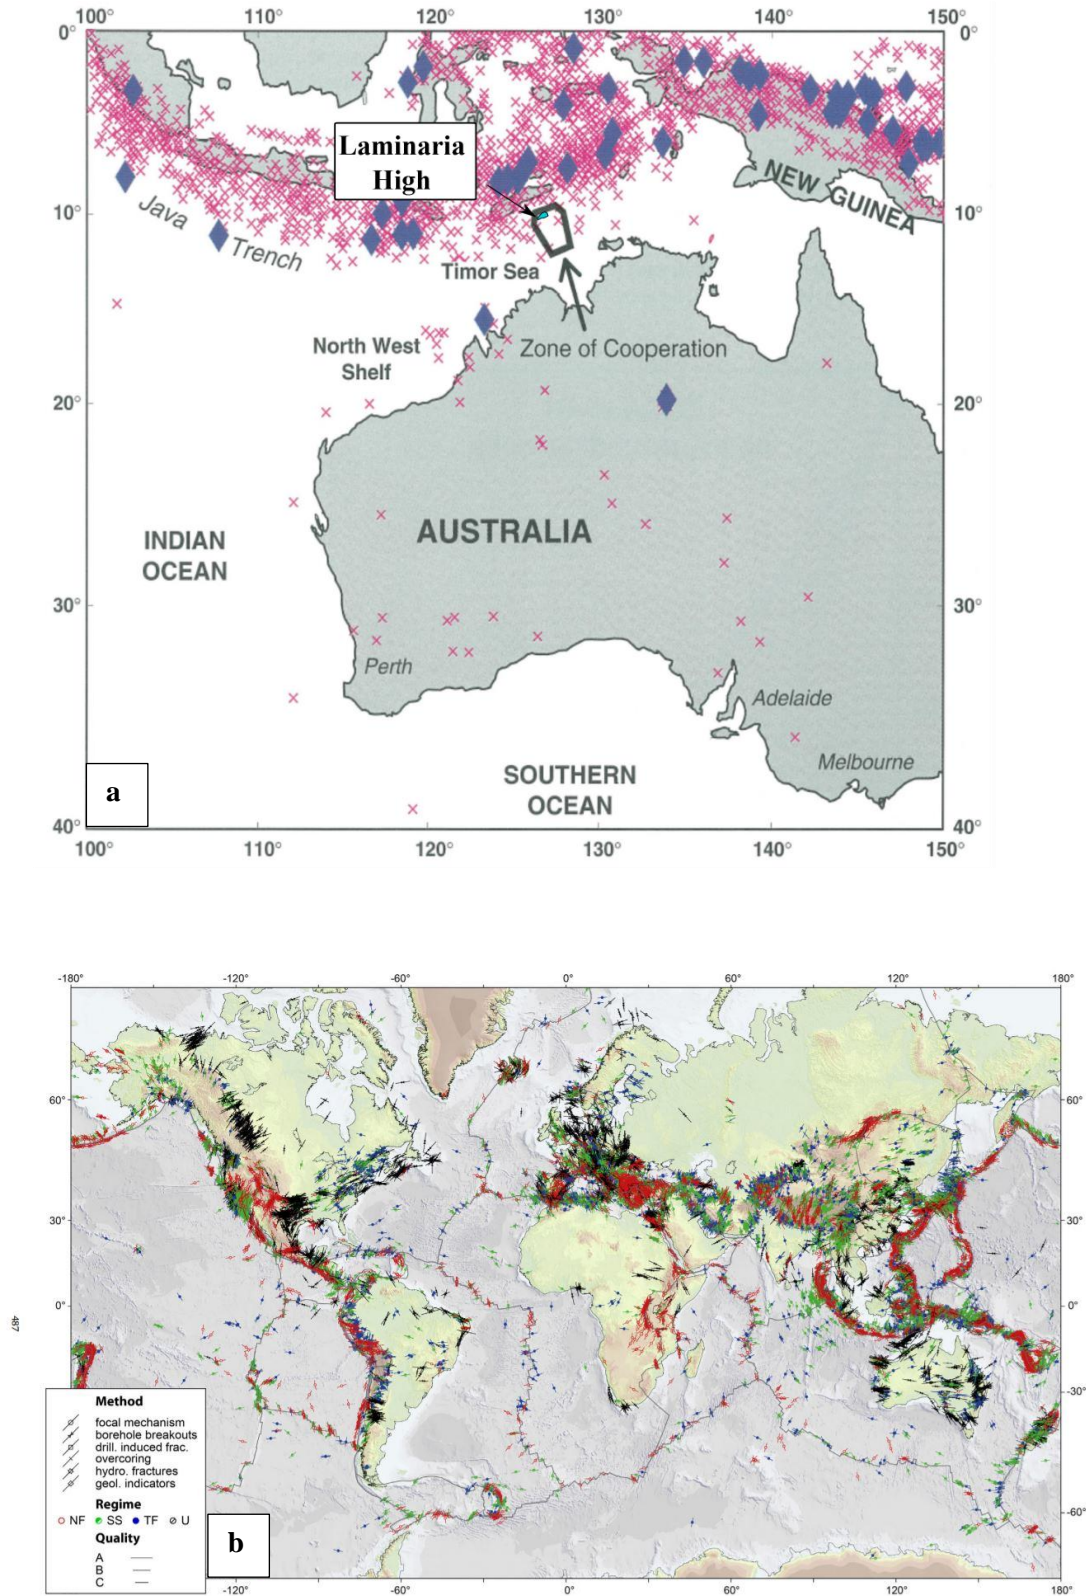 100° 110° 120° 130° 140° 150°
0° 0°
Laminaria
High
NEW GUINEA
10° 10°
Java
Trench
Timor Sea
North West
Shelf
Zone of Cooperation
20° 20°
AUSTRALIA
INDIAN
OCEAN
30° 30°
Perth
Adelaide
Melbourne
SOUTHERN
OCEAN
a
40° 40°
100° 110° 120° 130° 140° 150°
-180° -120° -60° 0° 60° 120° 180°
60° 60°
30° 30°
0° 0°
487
-30° -30°
Method
focal mechanism
borehole breakouts
drill. induced frac.
overcoring
hydro. fractures
geol. indicators
Regime
NF SS TF U
Quality
A
B
C
b
-60°
-120° -60° 0° 60° 120° 180°